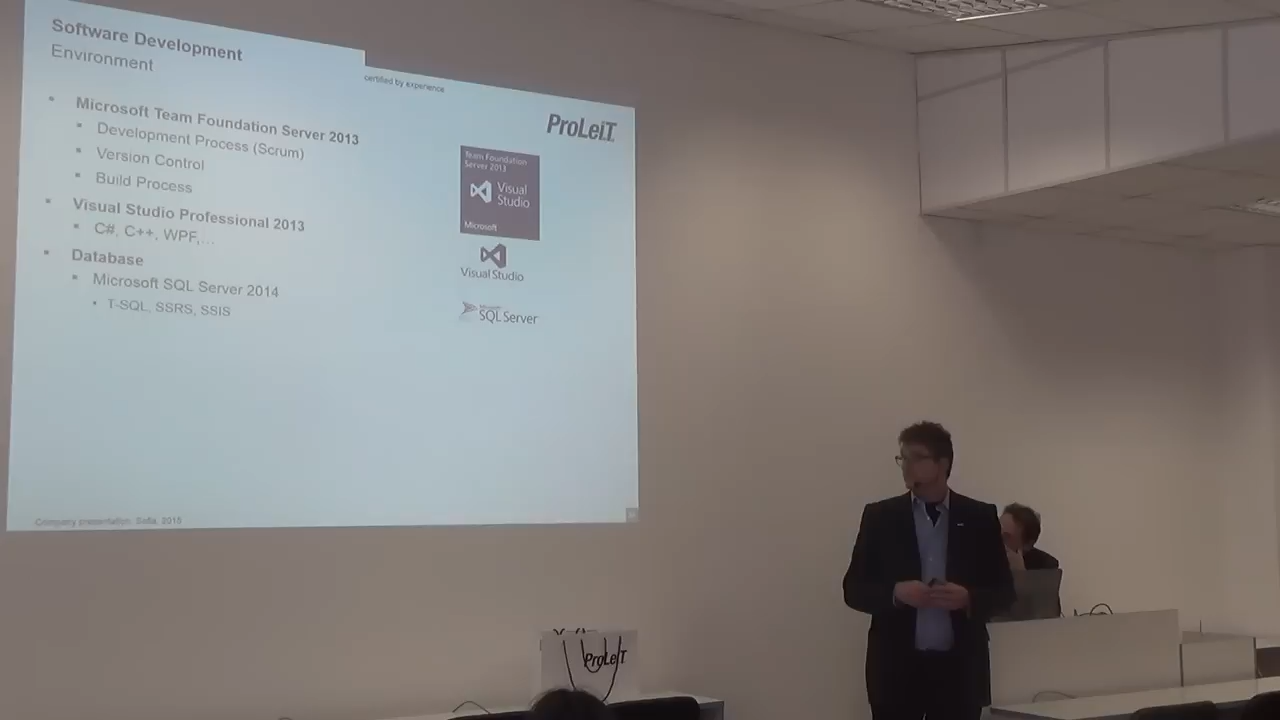 Software Development
Environment
certified by experience
ProLeiT
Microsoft Team Foundation Server 2013
Development Process (Scrum)
Version Control
Build Process
Visual Studio Professional 2013
C#, C++, WPF,...
Database
Microsoft SQL Server 2014
T-SQL, SSRS, SSIS
Team Foundation
Server 2013
Visual
Studio
Microsoft
Visual Studio
Microsoft
SQL Server
Company presentation, Sofia, 2015
ProLeiT